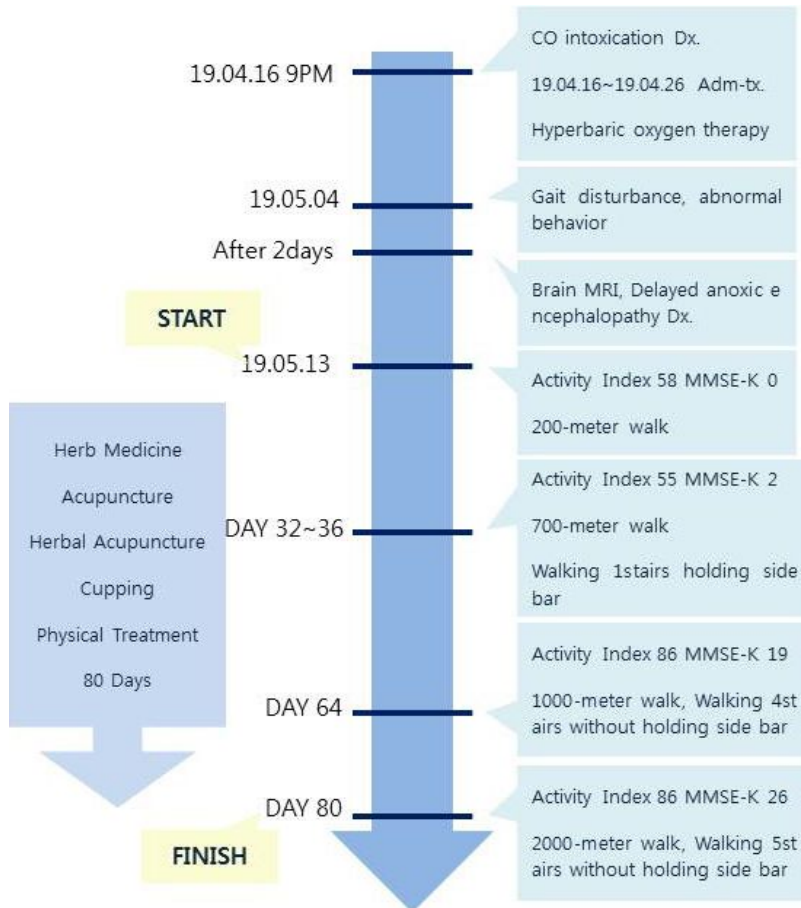 19.04.16 9PM
CO intoxication Dx.
19.04.16~19.04.26 Adm-tx.
Hyperbaric oxygen therapy
19.05.04
Gait disturbance, abnormal
behavior
After 2days
Brain MRI, Delayed anoxic e
ncephalopathy Dx.
START
19.05.13
Activity Index 58 MMSE-K 0
200-meter walk
Herb Medicine
Acupuncture
Herbal Acupuncture
Cupping
Physical Treatment
80 Days
DAY 32~36
Activity Index 55 MMSE-K 2
700-meter walk
Walking 1stairs holding side
bar
DAY 64
Activity Index 86 MMSE-K 19
1000-meter walk, Walking 4st
airs without holding side bar
DAY 80
Activity Index 86 MMSE-K 26
2000-meter walk, Walking 5st
airs without holding side bar
FINISH